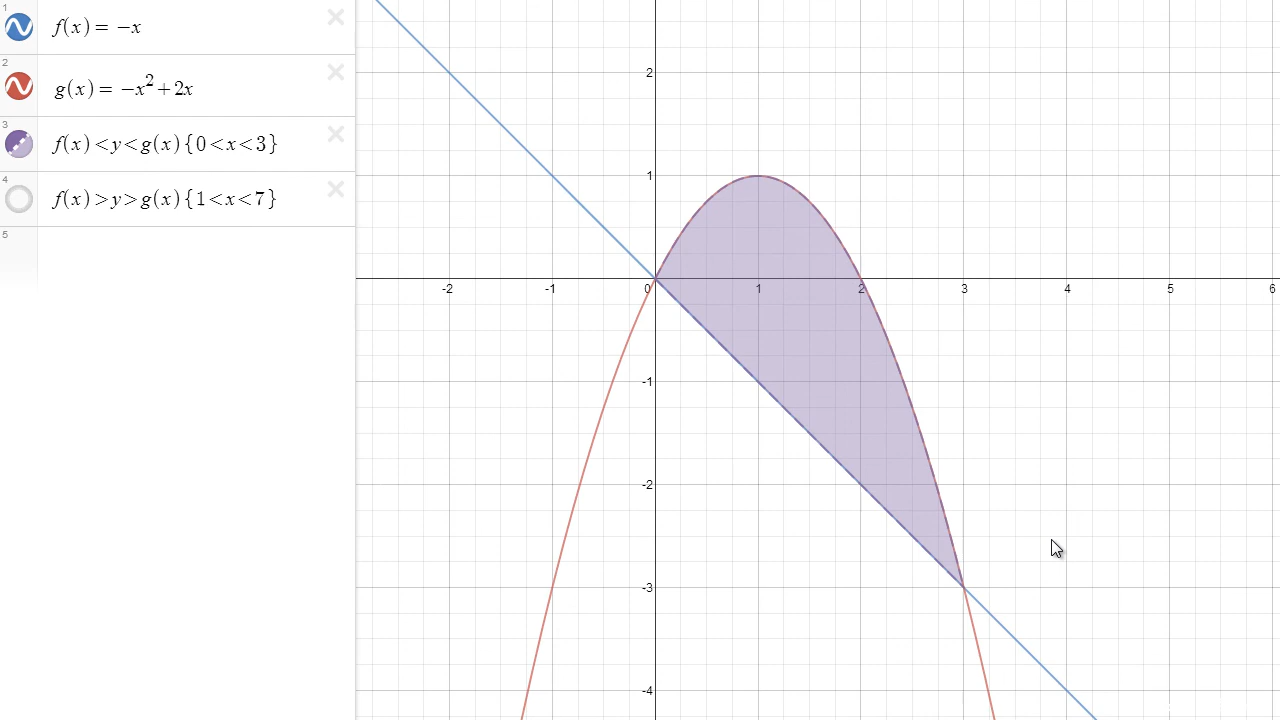 1
f(x) = −x
2
g(x) = −x² + 2x
3
f(x) < y < g(x) {0 < x < 3}
4
f(x) > y > g(x) {1 < x < 7}
5
2
1
-2 -1 0 1 2 3 4 5 6
-1
-2
-3
-4